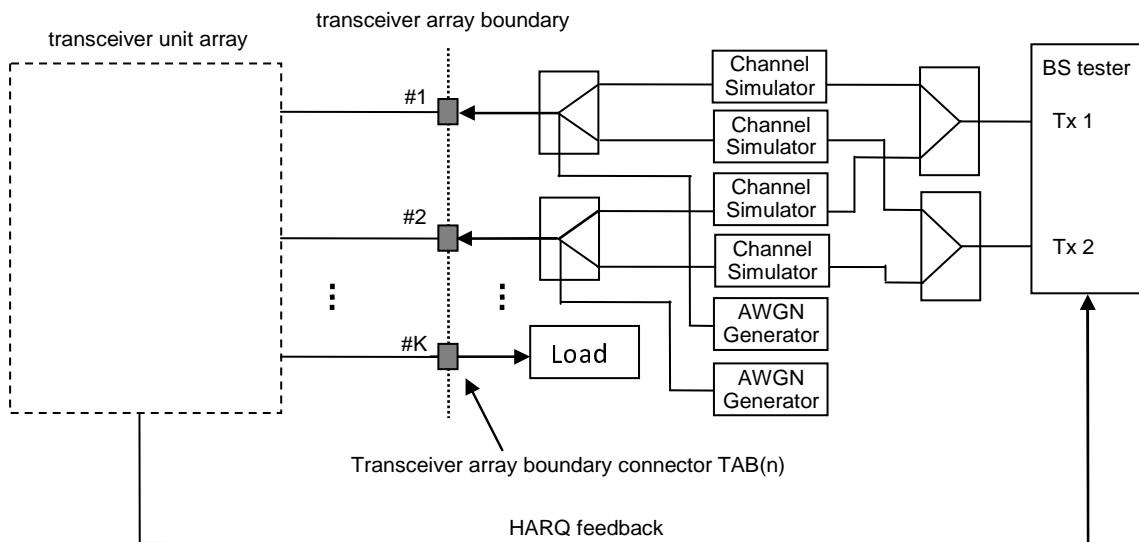 transceiver array boundary
transceiver unit array
Channel
Simulator
BS tester
#1
Tx 1
Channel
Simulator
Channel
Simulator
#2
Tx 2
Channel
Simulator
AWGN
Generator
#K
Load
AWGN
Generator
Transceiver array boundary connector TAB(n)
HARQ feedback